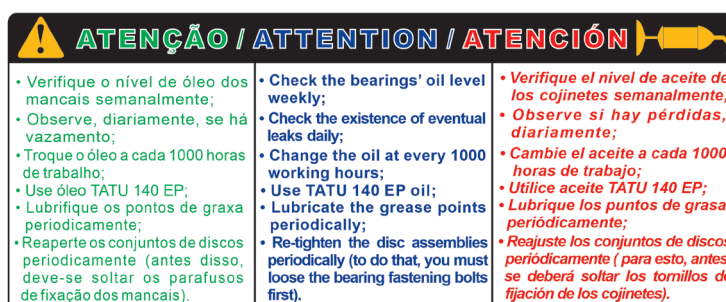 ATENÇÃO / ATTENTION / ATENCIÓN
• Verifique o nível de óleo dos
mancais semanalmente;
• Observe, diariamente, se há
vazamento;
• Troque o óleo a cada 1000 horas
de trabalho;
• Use óleo TATU 140 EP;
• Lubrifique os pontos de graxa
periodicamente;
• Reaperte os conjuntos de discos
periodicamente (antes disso,
deve-se soltar os parafusos
de fixação dos mancais).
• Check the bearings' oil level
weekly;
• Check the existence of eventual
leaks daily;
• Change the oil at every 1000
working hours;
• Use TATU 140 EP oil;
• Lubricate the grease points
periodically;
• Re-tighten the disc assemblies
periodically (to do that, you must
loose the bearing fastening bolts
first).
• Verifique el nivel de aceite de
los cojinetes semanalmente;
• Observe si hay pérdidas,
diariamente;
• Cambie el aceite a cada 1000
horas de trabajo;
• Utilice aceite TATU 140 EP;
• Lubrique los puntos de grasa
periódicamente;
• Reajuste los conjuntos de discos
periódicamente ( para esto, antes
se deberá soltar los tornillos de
fijación de los cojinetes).